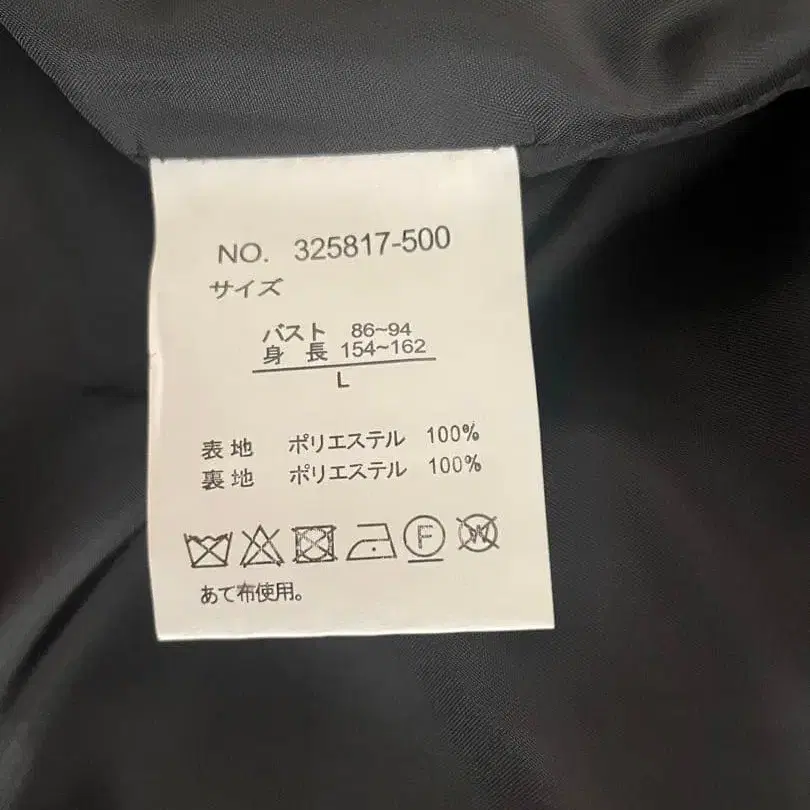 NO. 325817-500
サイズ
バスト 86~94
身 長 154~162
L
表地 ポリエステル 100%
裏地 ポリエステル 100%
F W
あて布使用。